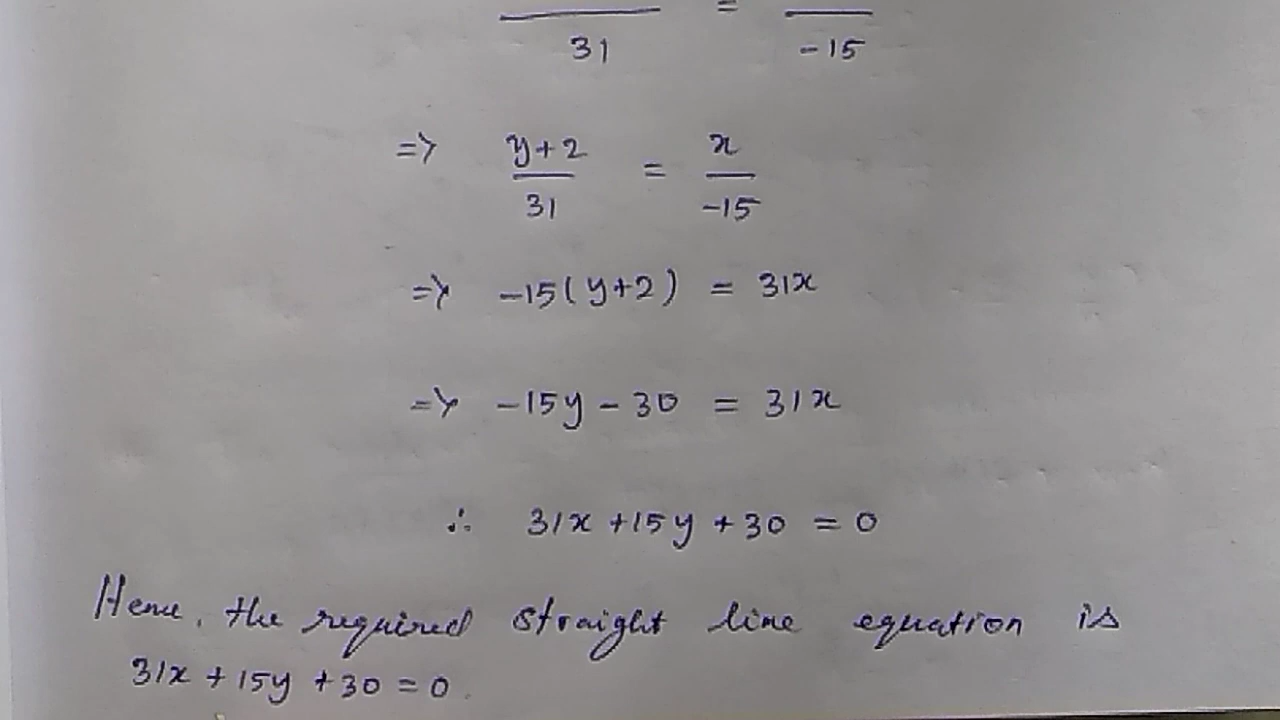 ― = ―
31 -15
=> y+2/31 = x/-15
=> -15(y+2) = 31x
=> -15y - 30 = 31x
∴ 31x +15y +30 = 0
Hence, the required straight line equation is
31x + 15y +30 = 0.